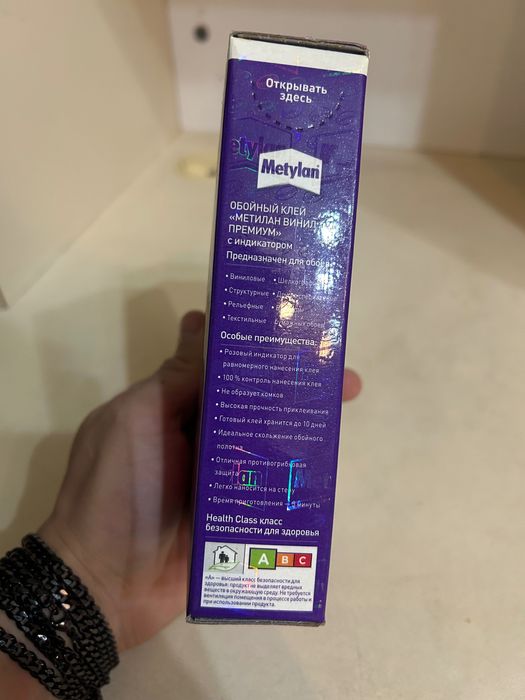 Открывать
здесь
Metylan
ОБОЙНЫЙ КЛЕЙ
«МЕТИЛАН ВИНИЛ
ПРЕМИУМ»
с индикатором
Предназначен для обоев:
• Виниловые
• Структурные
• Рельефные
• Текстильные
Особые преимущества:
• Розовый индикатор для
равномерного нанесения клея
• 100 % контроль нанесения клея
• Не образует комков
• Высокая прочность приклеивания
• Готовый клей хранится до 10 дней
• Идеальное скольжение обойного
полотна
• Отличная противогрибковая
защита
• Легко наносится на стену
• Время приготовления минуты
Health Class класс
безопасности для здоровья
A B C
«А» — высший класс безопасности для
здоровья: продукт не выделяет вредных
веществ в окружающую среду. Не требуется
вентиляция помещения в процессе работы и
при использовании продукта.